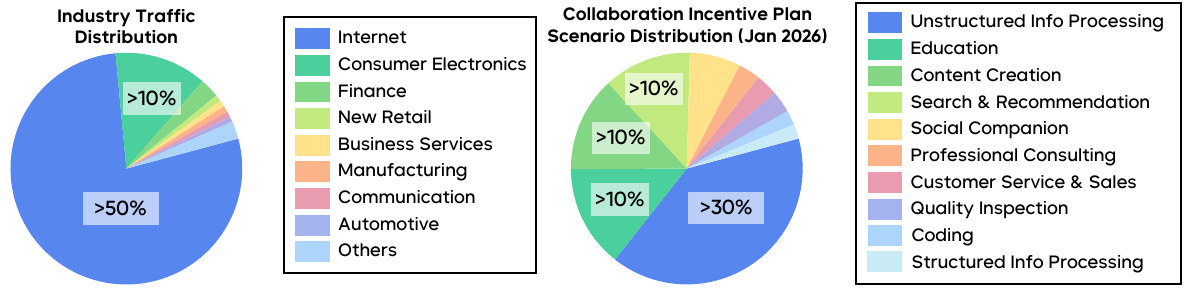 Industry Traffic
Distribution
>10%
>50%
Internet
Consumer Electronics
Finance
New Retail
Business Services
Manufacturing
Communication
Automotive
Others
Collaboration Incentive Plan
Scenario Distribution (Jan 2026)
>10%
>10%
>10%
>30%
Unstructured Info Processing
Education
Content Creation
Search & Recommendation
Social Companion
Professional Consulting
Customer Service & Sales
Quality Inspection
Coding
Structured Info Processing